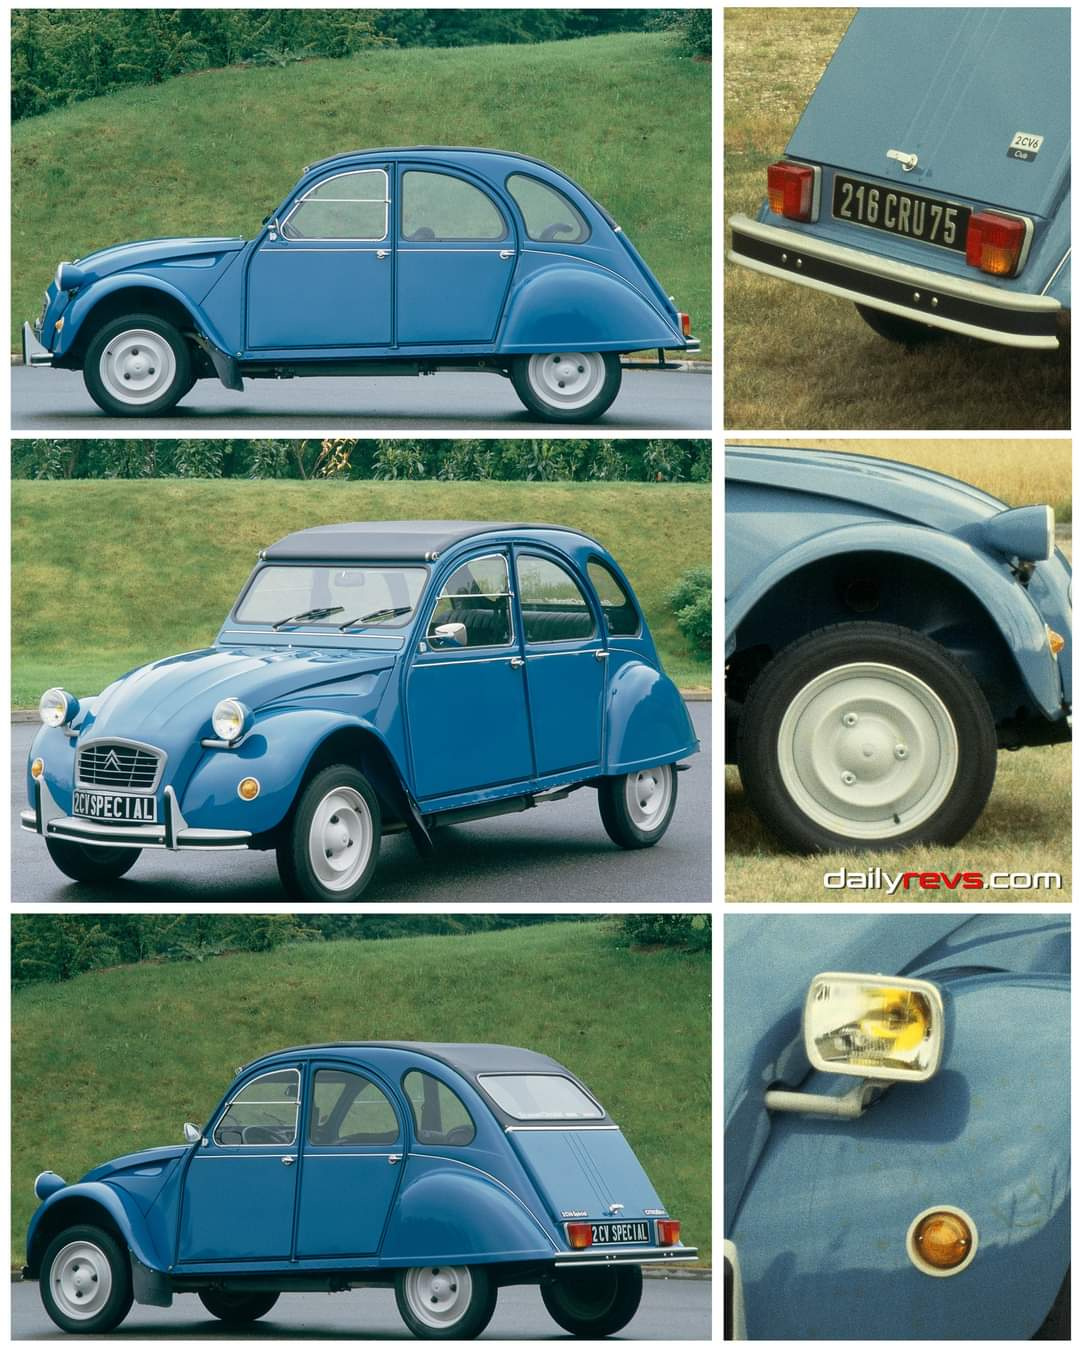 2CV6
Club
216 CRU 75
2CV SPECIAL
dailyrevs.com
2CV SPECIAL